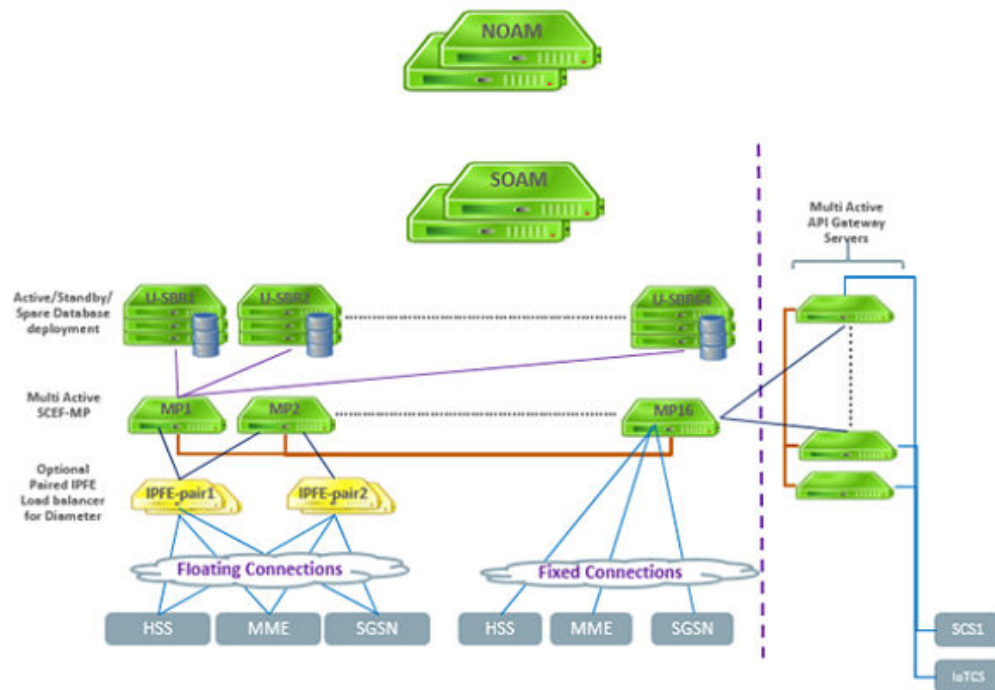 NOAM
SOAM
Multi Active
API Gateway
Servers
Active/Standby/
Spare Database
deployment
U-SBR1
U-SBR2
U-SBR64
Multi Active
SCEF-MP
MP1
MP2
MP16
Optional
Paired IPFE
Load balancer
for Diameter
IPFE-pair1
IPFE-pair2
Floating Connections
Fixed Connections
HSS
MME
SGSN
HSS
MME
SGSN
SCS1
IoTCS